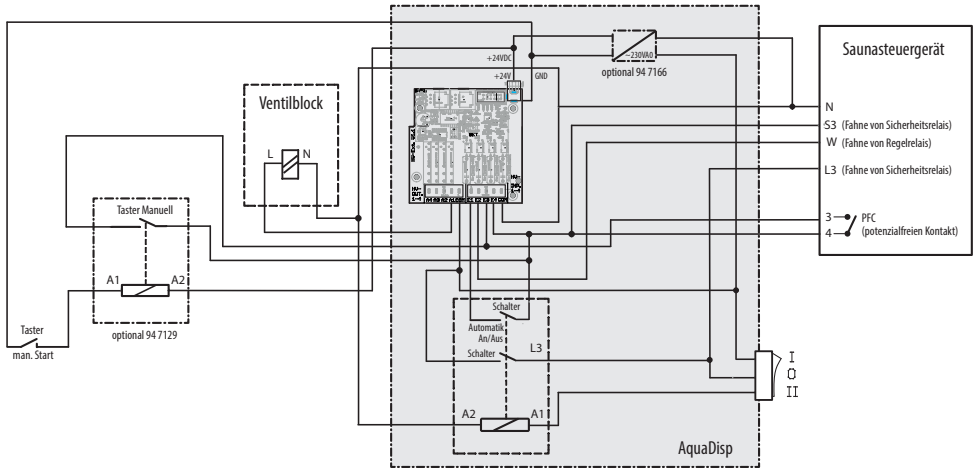 Saunasteuergerät
N
S3 (Fahne von Sicherheitsrelais)
W (Fahne von Regelrelais)
L3 (Fahne von Sicherheitsrelais)
3
PFC
4
(potenzialfreien Kontakt)
+24VDC
+24V
GND
optional 94 7166
Ventilblock
L
N
Taster Manuell
A1
A2
optional 94 7129
Taster
man. Start
Schalter
Automatik
An/Aus
Schalter
L3
A2
A1
I
O
II
AquaDisp